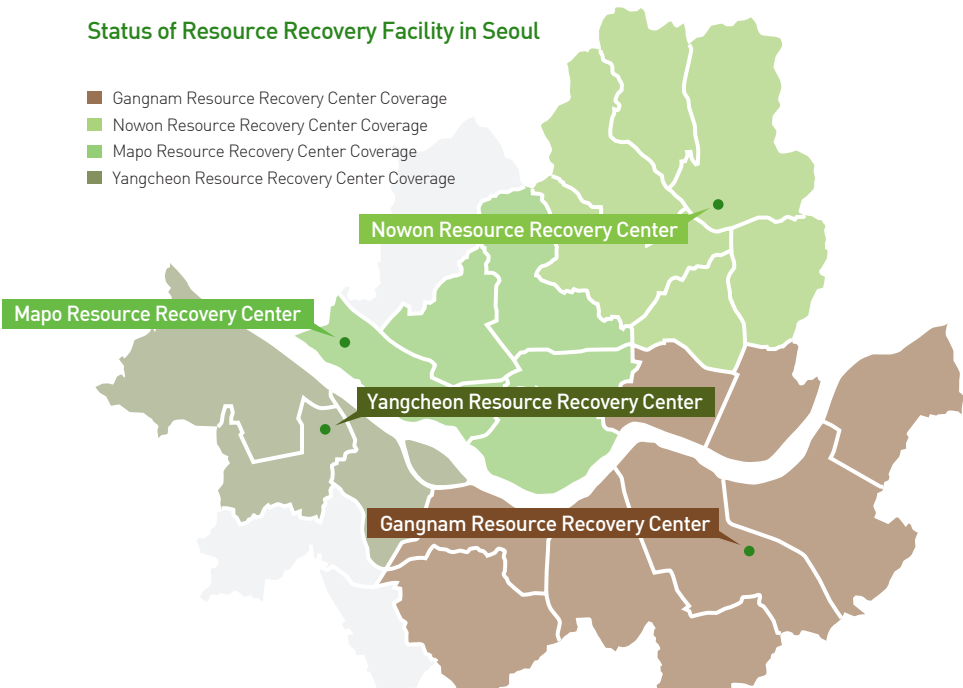 Status of Resource Recovery Facility in Seoul
Gangnam Resource Recovery Center Coverage
Nowon Resource Recovery Center Coverage
Mapo Resource Recovery Center Coverage
Yangcheon Resource Recovery Center Coverage
Nowon Resource Recovery Center
Mapo Resource Recovery Center
Yangcheon Resource Recovery Center
Gangnam Resource Recovery Center